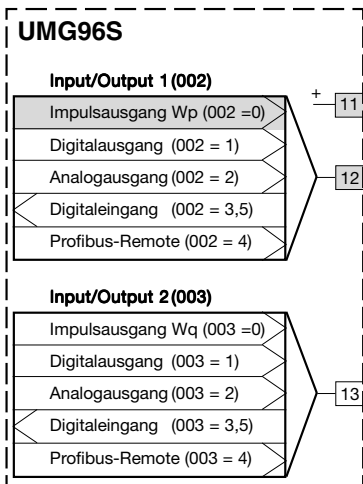 UMG96S
Input/Output 1 (002)
+
11
Impulsausgang Wp (002 =0)
Digitalausgang (002 = 1)
Analogausgang (002 = 2)
12
Digitaleingang (002 = 3,5)
Profibus-Remote (002 = 4)
Input/Output 2 (003)
Impulsausgang Wq (003 =0)
Digitalausgang (003 = 1)
Analogausgang (003 = 2)
13
Digitaleingang (003 = 3,5)
Profibus-Remote (003 = 4)